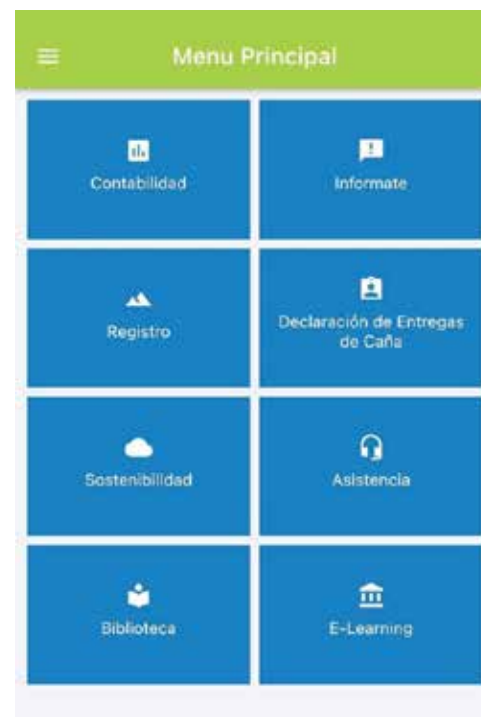 Menu Principal
Contabilidad
Informate
Registro
Declaración de Entregas
de Caña
Sostenibilidad
Asistencia
Biblioteca
E-Learning